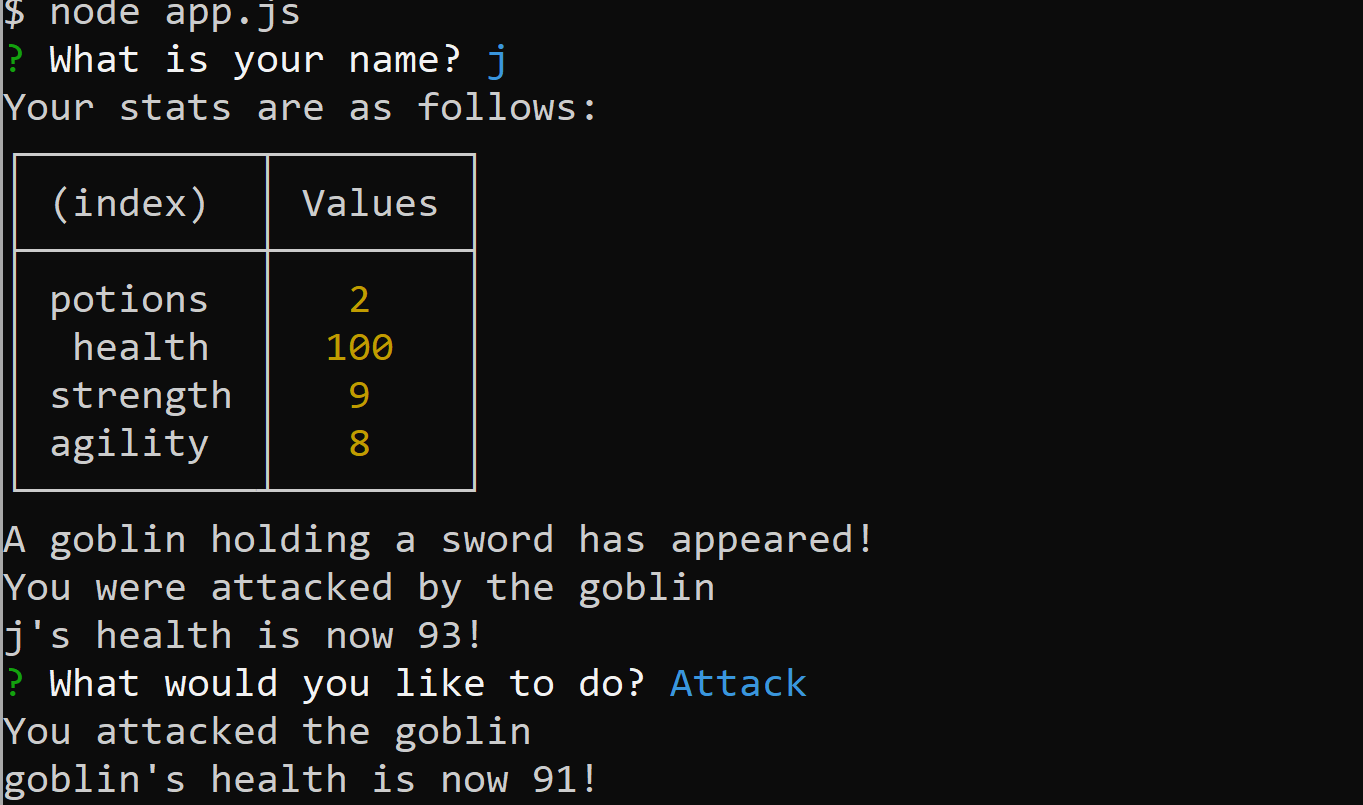 $ node app.js
? What is your name? j
Your stats are as follows:
(index) Values
potions 2
health 100
strength 9
agility 8
A goblin holding a sword has appeared!
You were attacked by the goblin
j's health is now 93!
? What would you like to do? Attack
You attacked the goblin
goblin's health is now 91!